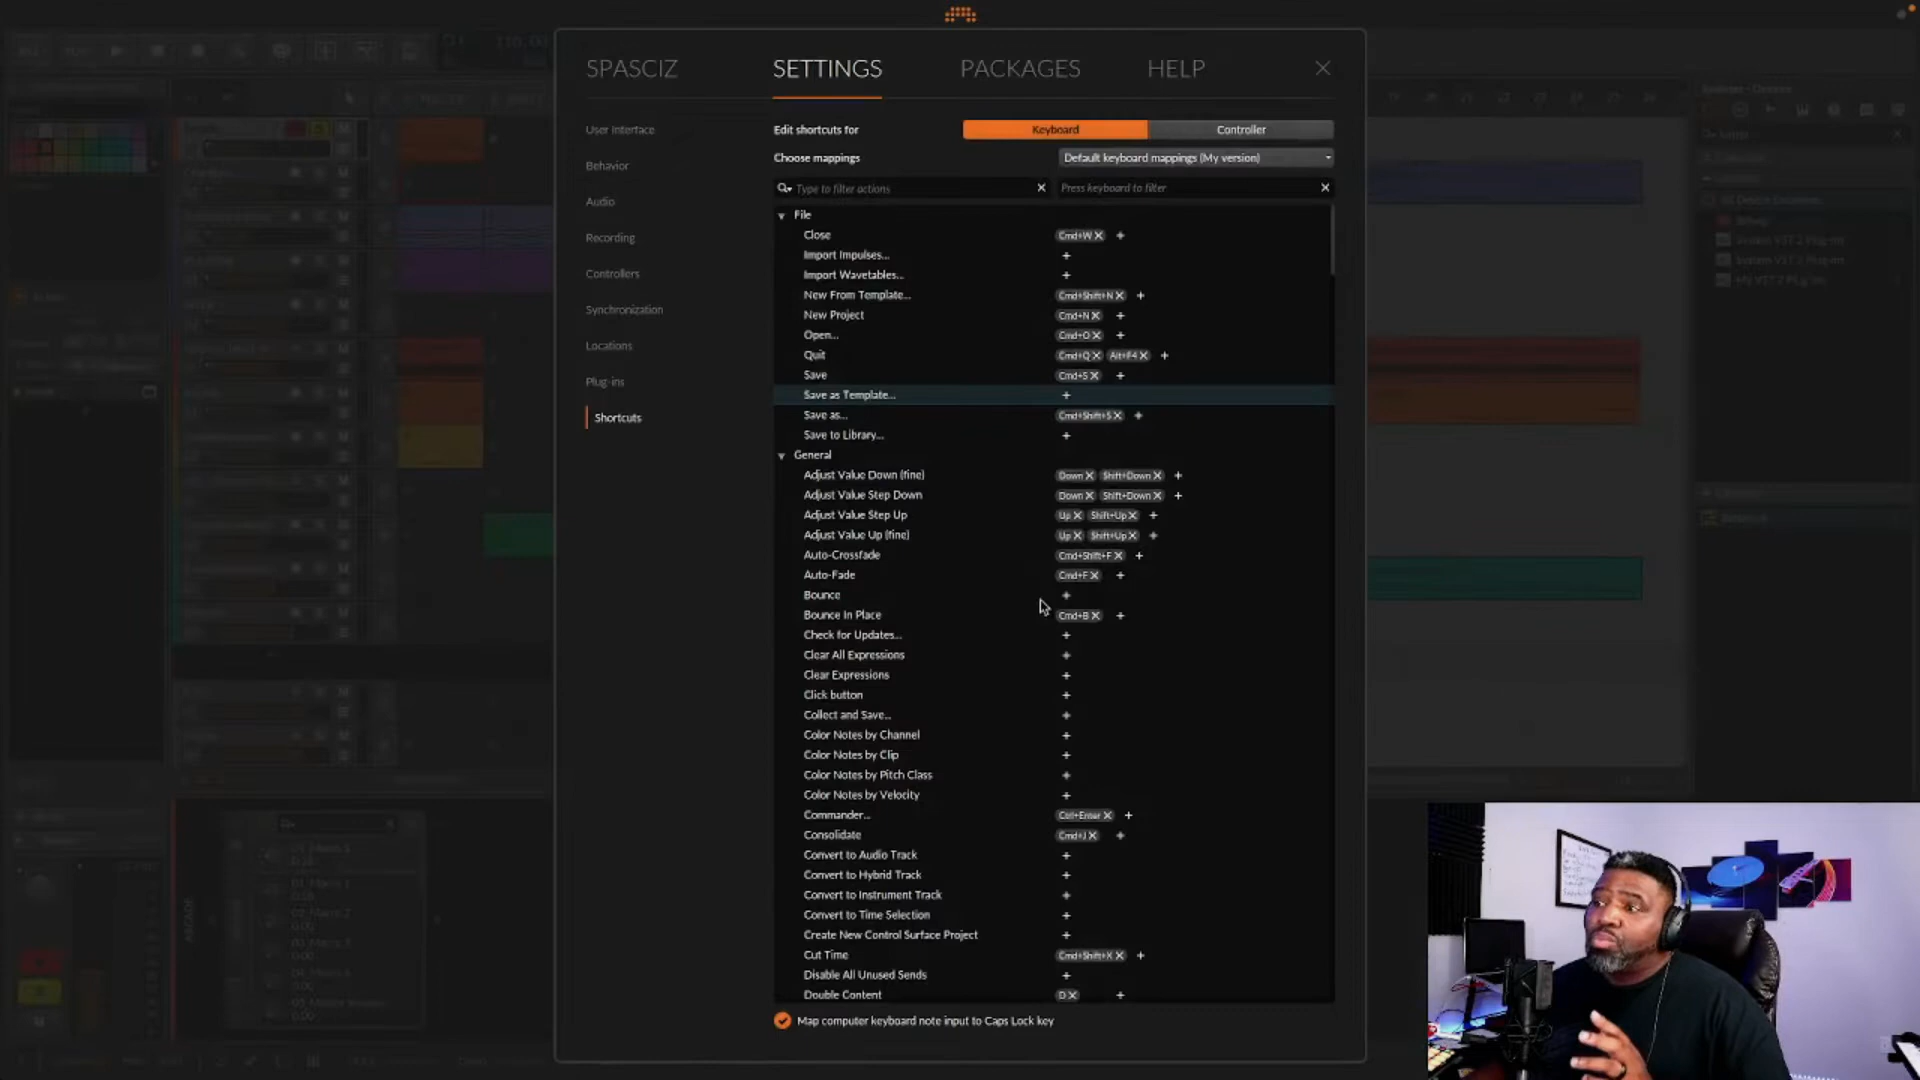 SPASCIZ SETTINGS PACKAGES HELP
User Interface
Behavior
Audio
Recording
Controllers
Synchronization
Locations
Plug-ins
Shortcuts
Edit shortcuts for Keyboard Controller
Choose mappings Default keyboard mappings (My version)
Type to filter actions Press keyboard to filter
File
Close Cmd+W
Import Impulses...
Import Wavetables...
New From Template... Cmd+Shift+N
New Project Cmd+N
Open... Cmd+O
Quit Cmd+Q Alt+F4
Save Cmd+S
Save as Template...
Save as... Cmd+Shift+S
Save to Library...
General
Adjust Value Down (fine) Down Shift+Down
Adjust Value Step Down Down Shift+Down
Adjust Value Step Up Up Shift+Up
Adjust Value Up (fine) Up Shift+Up
Auto-Crossfade Cmd+Shift+F
Auto-Fade Cmd+F
Bounce
Bounce In Place Cmd+B
Check for Updates...
Clear All Expressions
Clear Expressions
Click button
Collect and Save...
Color Notes by Channel
Color Notes by Clip
Color Notes by Pitch Class
Color Notes by Velocity
Commander... Ctrl+Enter
Consolidate Cmd+J
Convert to Audio Track
Convert to Hybrid Track
Convert to Instrument Track
Convert to Time Selection
Create New Control Surface Project
Cut Time Cmd+Shift+X
Disable All Unused Sends
Double Content D
Map computer keyboard note input to Caps Lock key